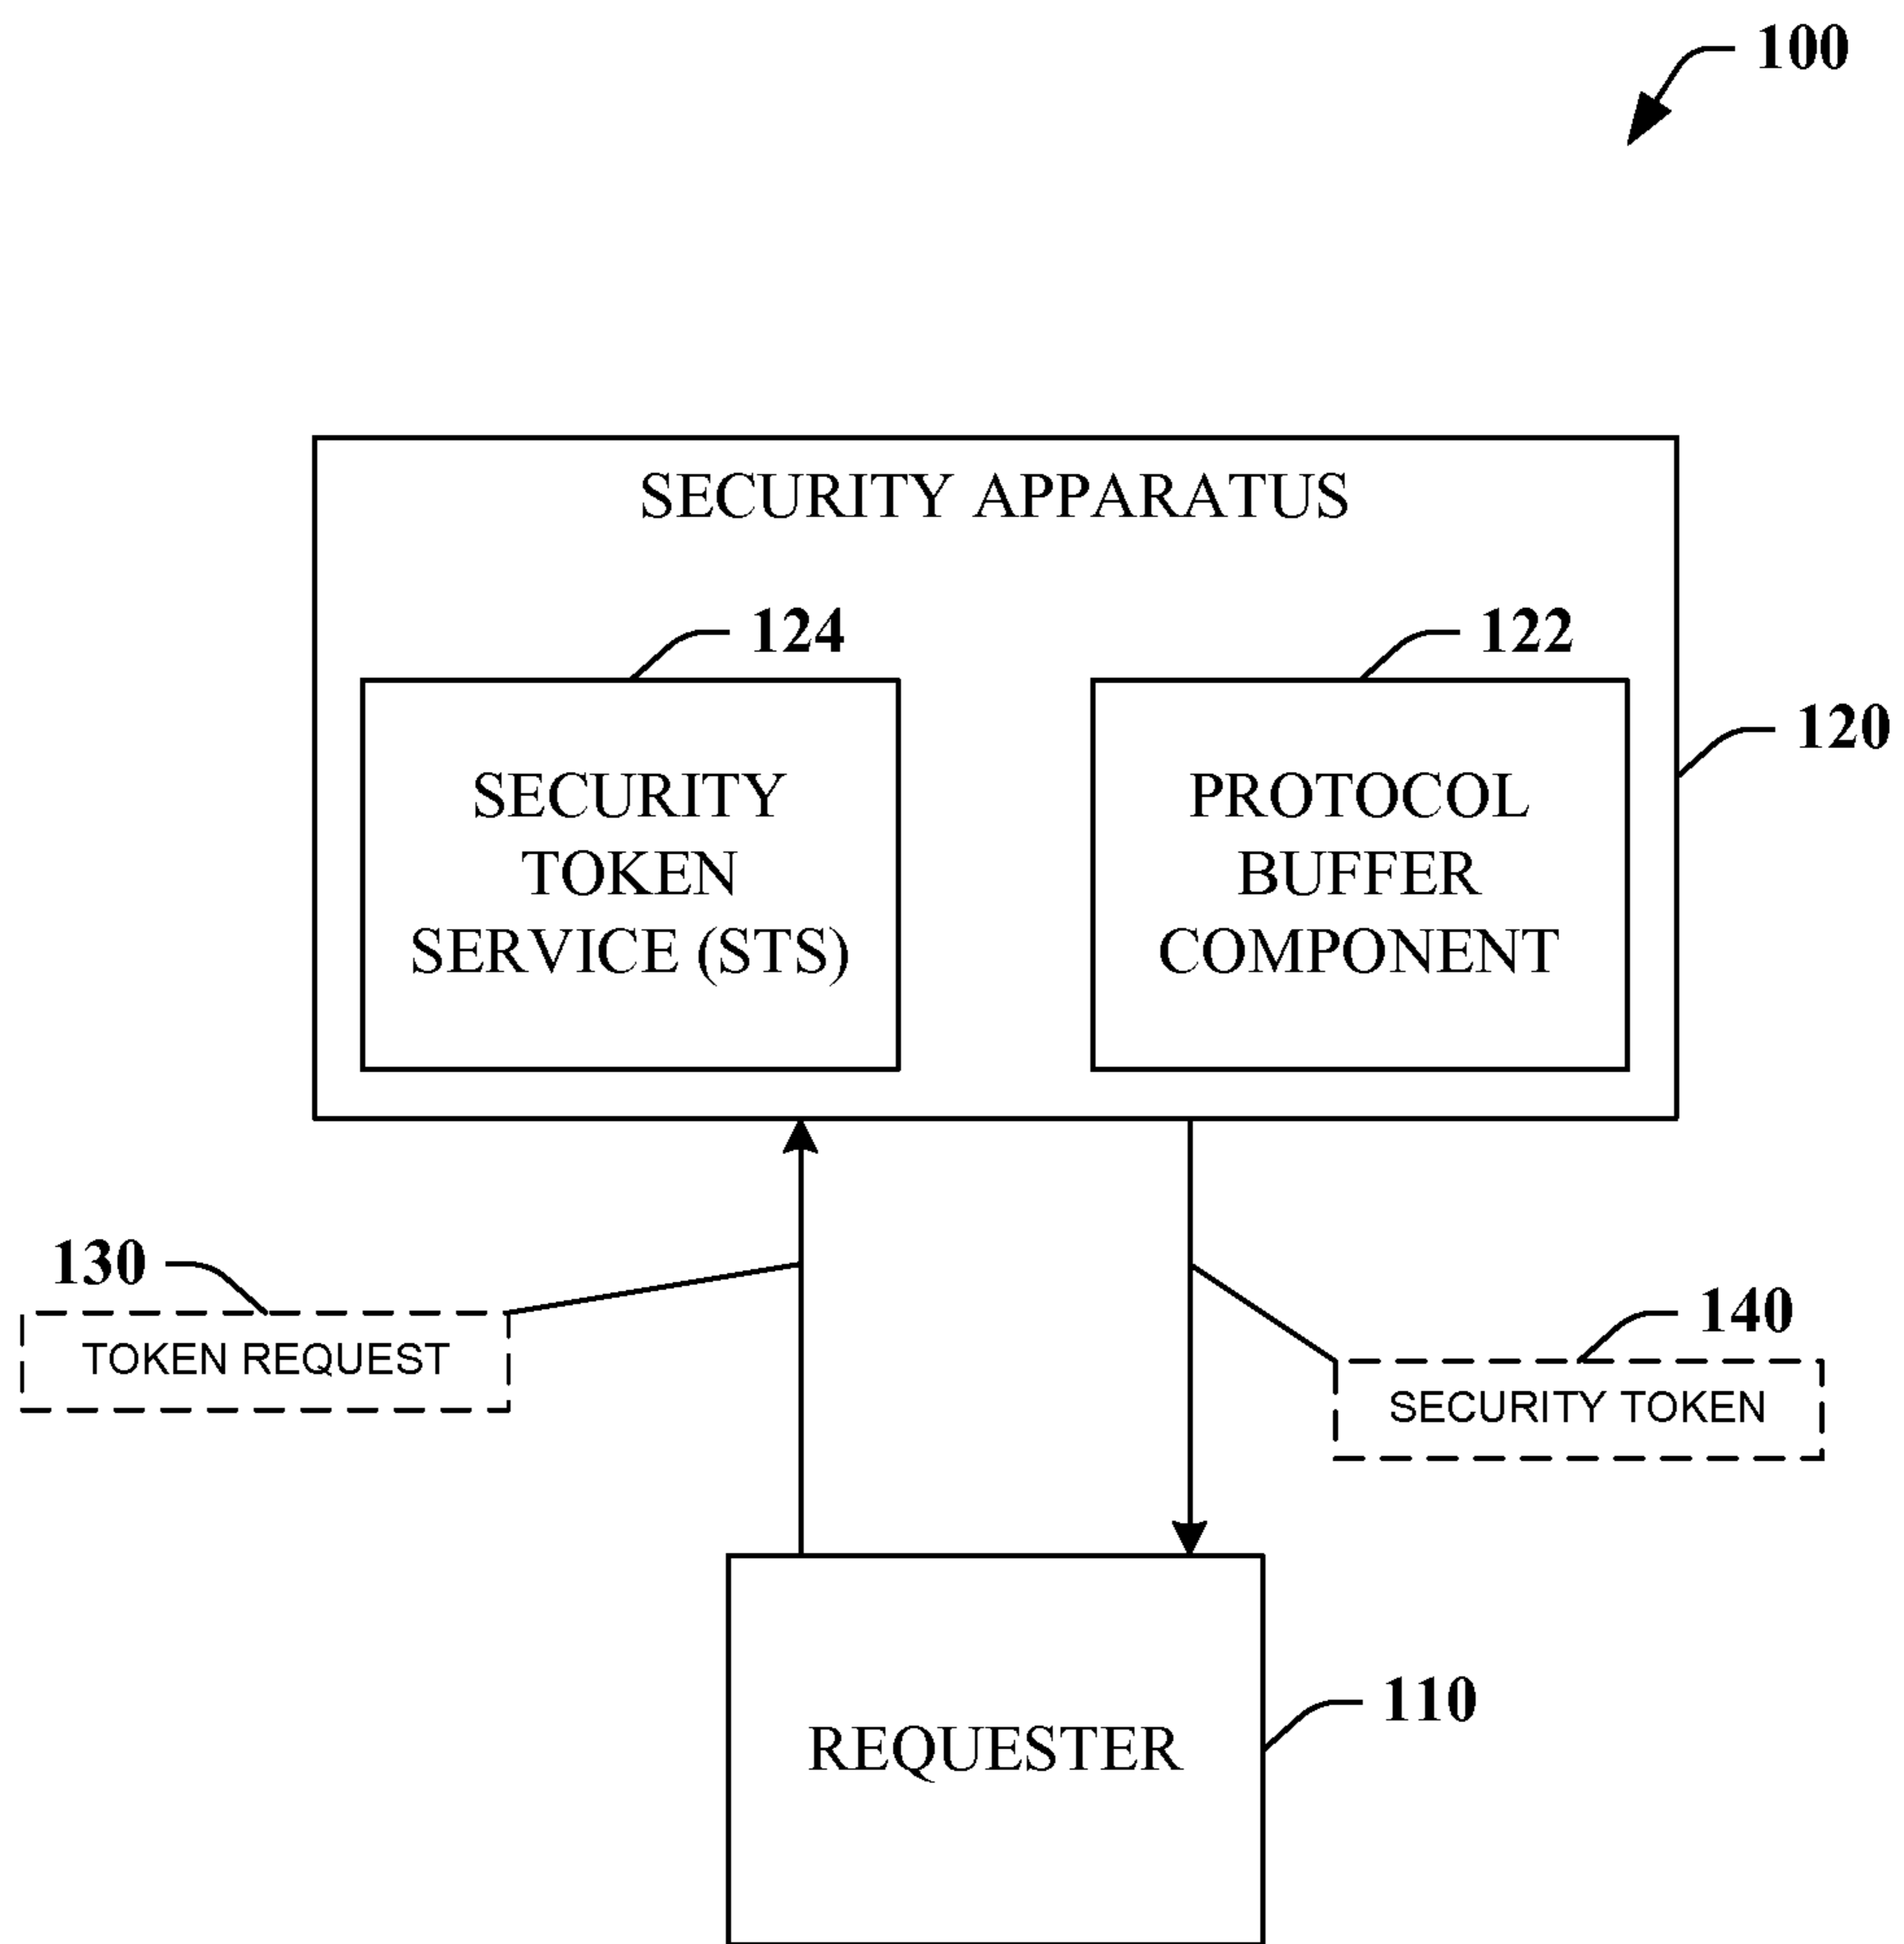 100
SECURITY APPARATUS
124
122
120
SECURITY
TOKEN
SERVICE (STS)
PROTOCOL
BUFFER
COMPONENT
130
TOKEN REQUEST
140
SECURITY TOKEN
110
REQUESTER